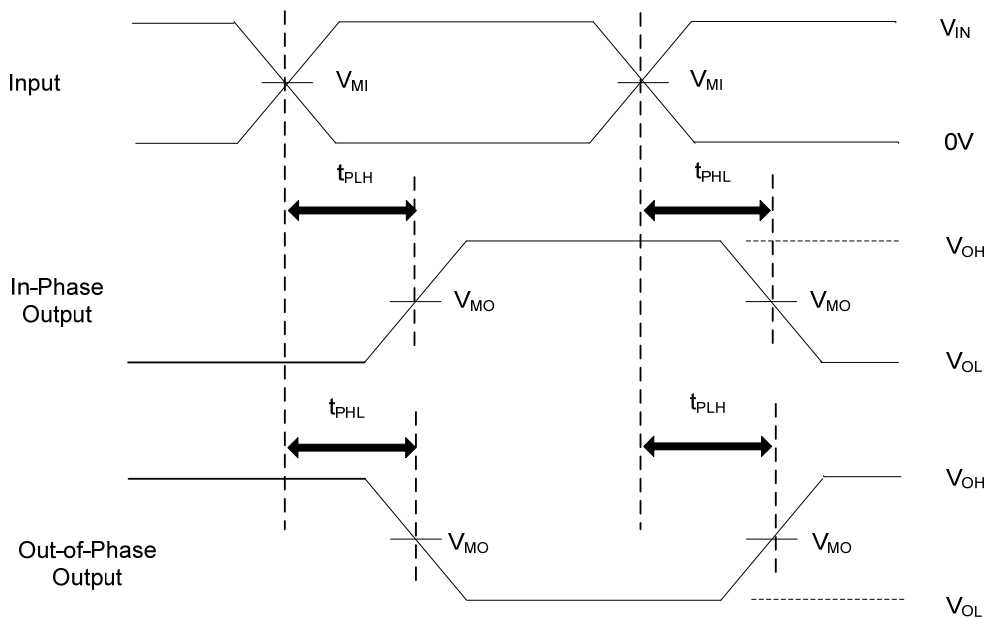 V_IN
Input
V_MI
V_MI
0V
t_PLH
t_PHL
V_OH
In-Phase
Output
V_MO
V_MO
V_OL
t_PHL
t_PLH
V_OH
Out-of-Phase
Output
V_MO
V_MO
V_OL